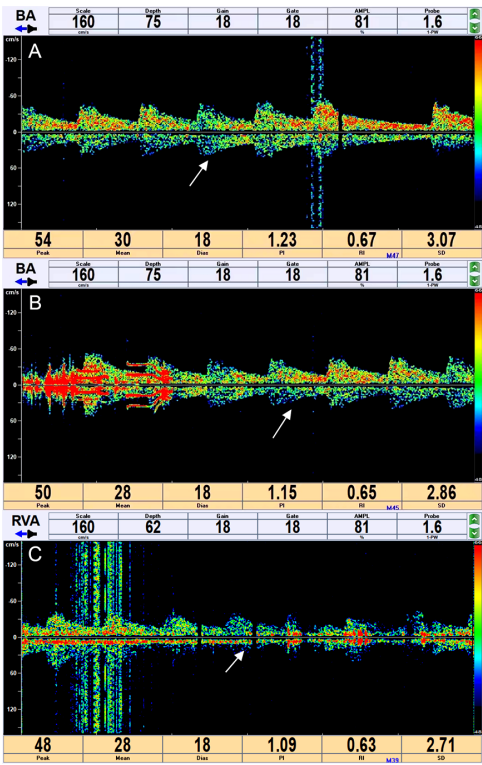 BA Scale Depth Gain Gate AMPL Probe
160 75 18 18 81 1.6
cm/s % 1-PW
cm/s A
-120
-60
0
60
120
54 30 18 1.23 0.67 3.07
Peak Mean Dias PI RI M47 SD
BA Scale Depth Gain Gate AMPL Probe
160 75 18 18 81 1.6
cm/s % 1-PW
cm/s B
-120
-60
0
60
120
50 28 18 1.15 0.65 2.86
Peak Mean Dias PI RI M45 SD
RVA Scale Depth Gain Gate AMPL Probe
160 62 18 18 81 1.6
cm/s % 1-PW
cm/s C
-120
-60
0
60
120
48 28 18 1.09 0.63 2.71
Peak Mean Dias PI RI M39 SD